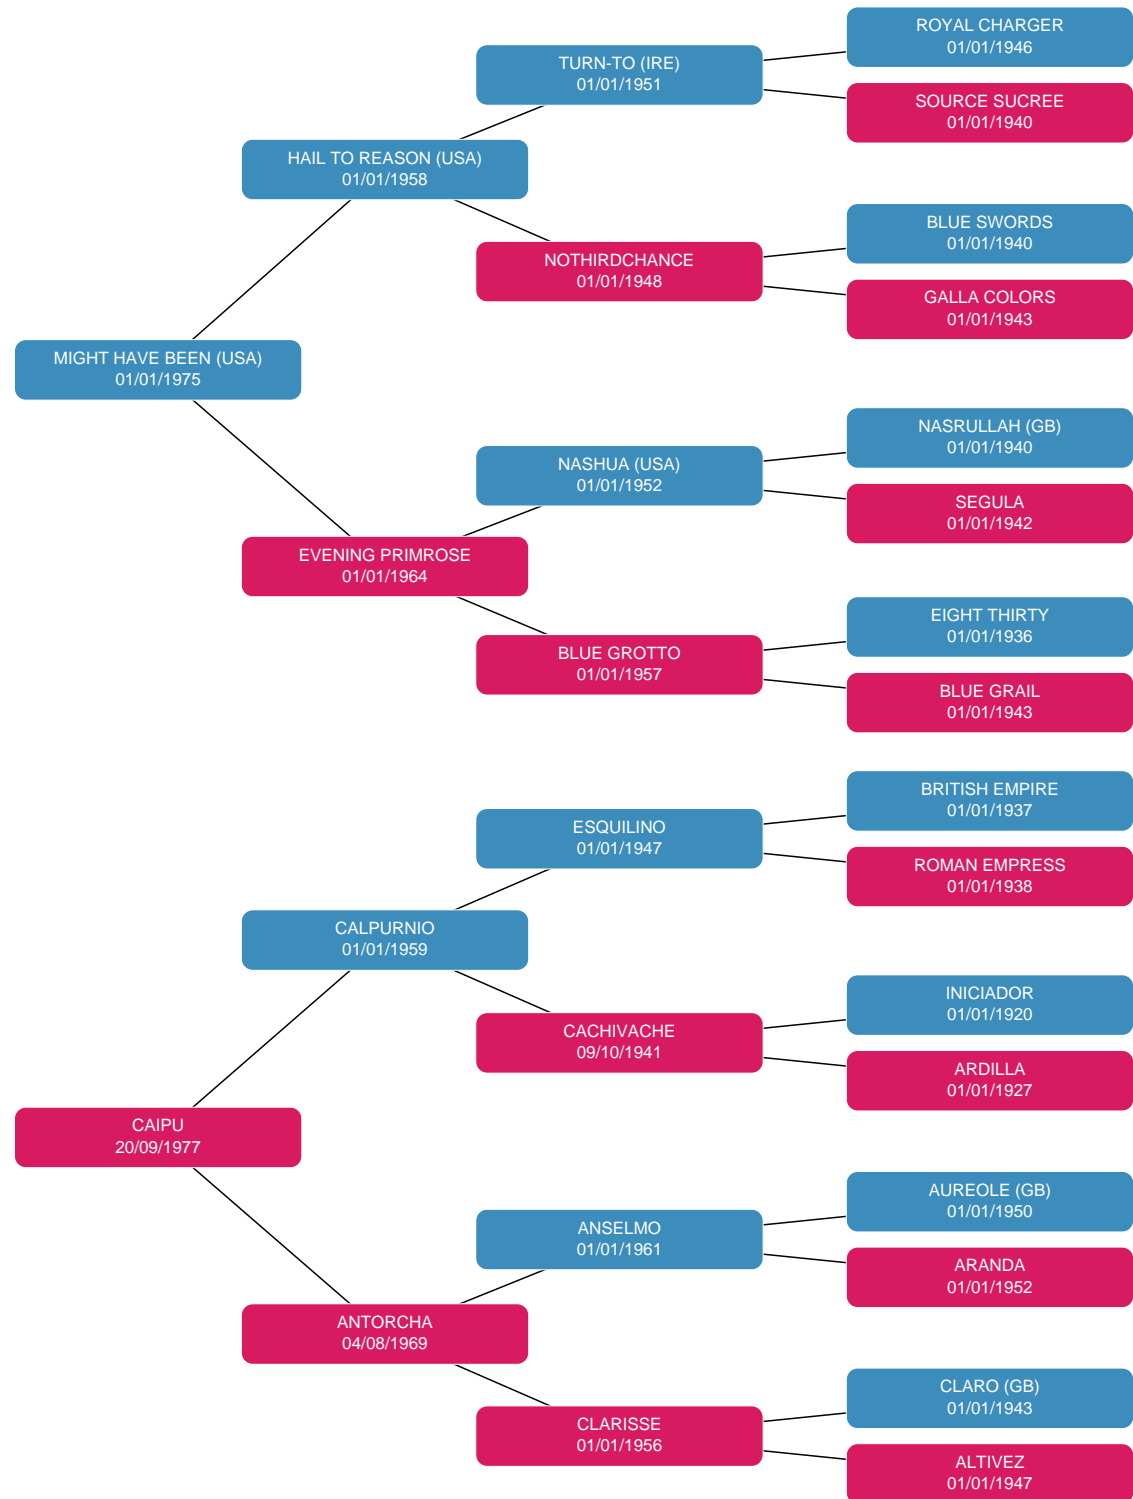 ROYAL CHARGER
01/01/1946
TURN-TO (IRE)
01/01/1951
SOURCE SUCREE
01/01/1940
HAIL TO REASON (USA)
01/01/1958
BLUE SWORDS
01/01/1940
NOTHIRDCHANCE
01/01/1948
GALLA COLORS
01/01/1943
MIGHT HAVE BEEN (USA)
01/01/1975
NASRULLAH (GB)
01/01/1940
NASHUA (USA)
01/01/1952
SEGULA
01/01/1942
EVENING PRIMROSE
01/01/1964
EIGHT THIRTY
01/01/1936
BLUE GROTTO
01/01/1957
BLUE GRAIL
01/01/1943
BRITISH EMPIRE
01/01/1937
ESQUILINO
01/01/1947
ROMAN EMPRESS
01/01/1938
CALPURNIO
01/01/1959
INICIADOR
01/01/1920
CACHIVACHE
09/10/1941
ARDILLA
01/01/1927
CAIPU
20/09/1977
AUREOLE (GB)
01/01/1950
ANSELMO
01/01/1961
ARANDA
01/01/1952
ANTORCHA
04/08/1969
CLARO (GB)
01/01/1943
CLARISSE
01/01/1956
ALTIVEZ
01/01/1947